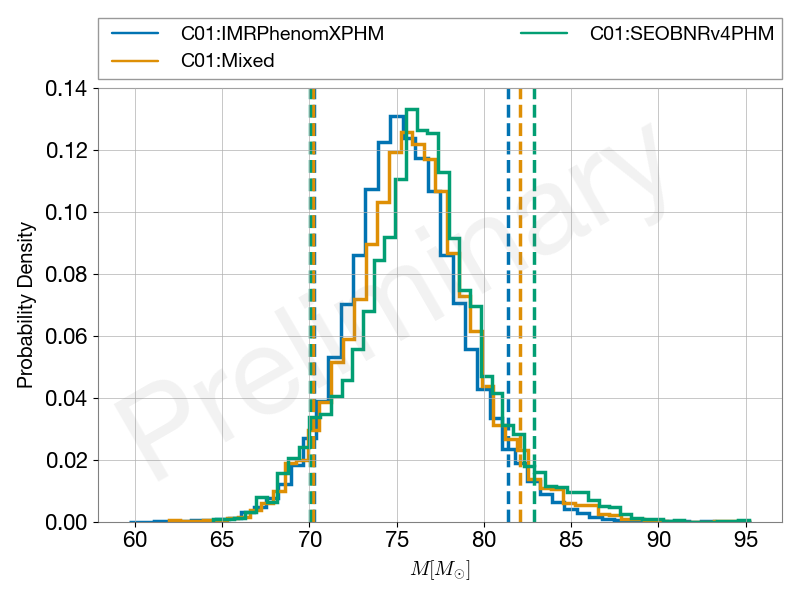 C01:IMRPhenomXPHM
C01:Mixed
C01:SEOBNRv4PHM
0.14
0.12
0.10
0.08
0.06
0.04
0.02
0.00
Probability Density
Preliminary
60 65 70 75 80 85 90 95
M[M☉]